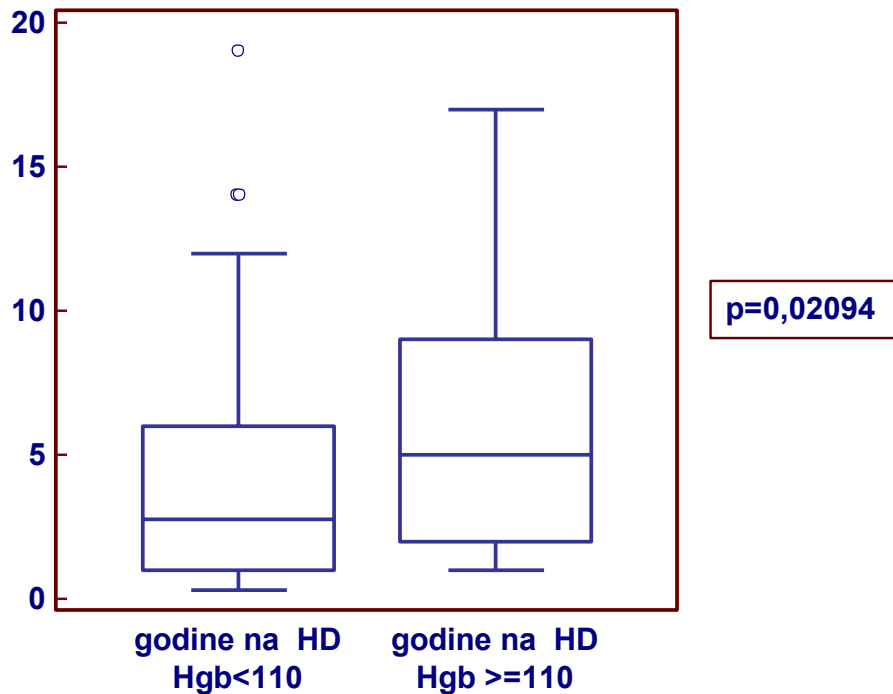 20
15
10
5
0
p=0,02094
godine na HD
Hgb<110
godine na HD
Hgb >=110